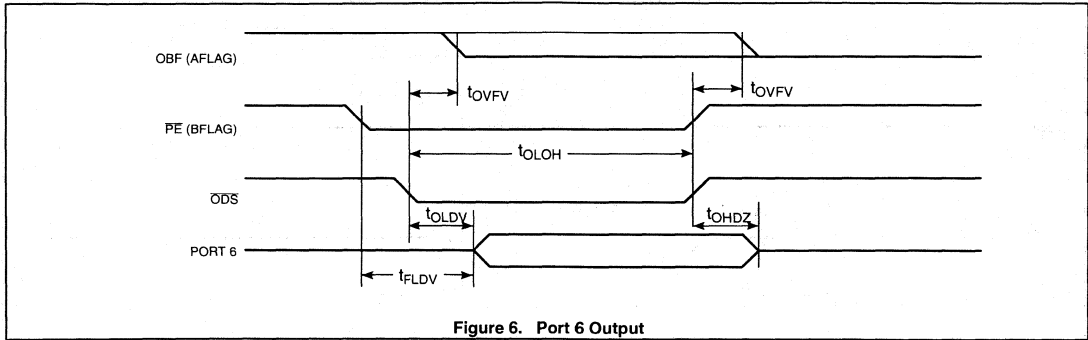 OBF (AFLAG)
tOVFV
tOVFV
PE (BFLAG)
tOLOH
ODS
tOLDV
tOHDZ
PORT 6
tFLDV
Figure 6. Port 6 Output